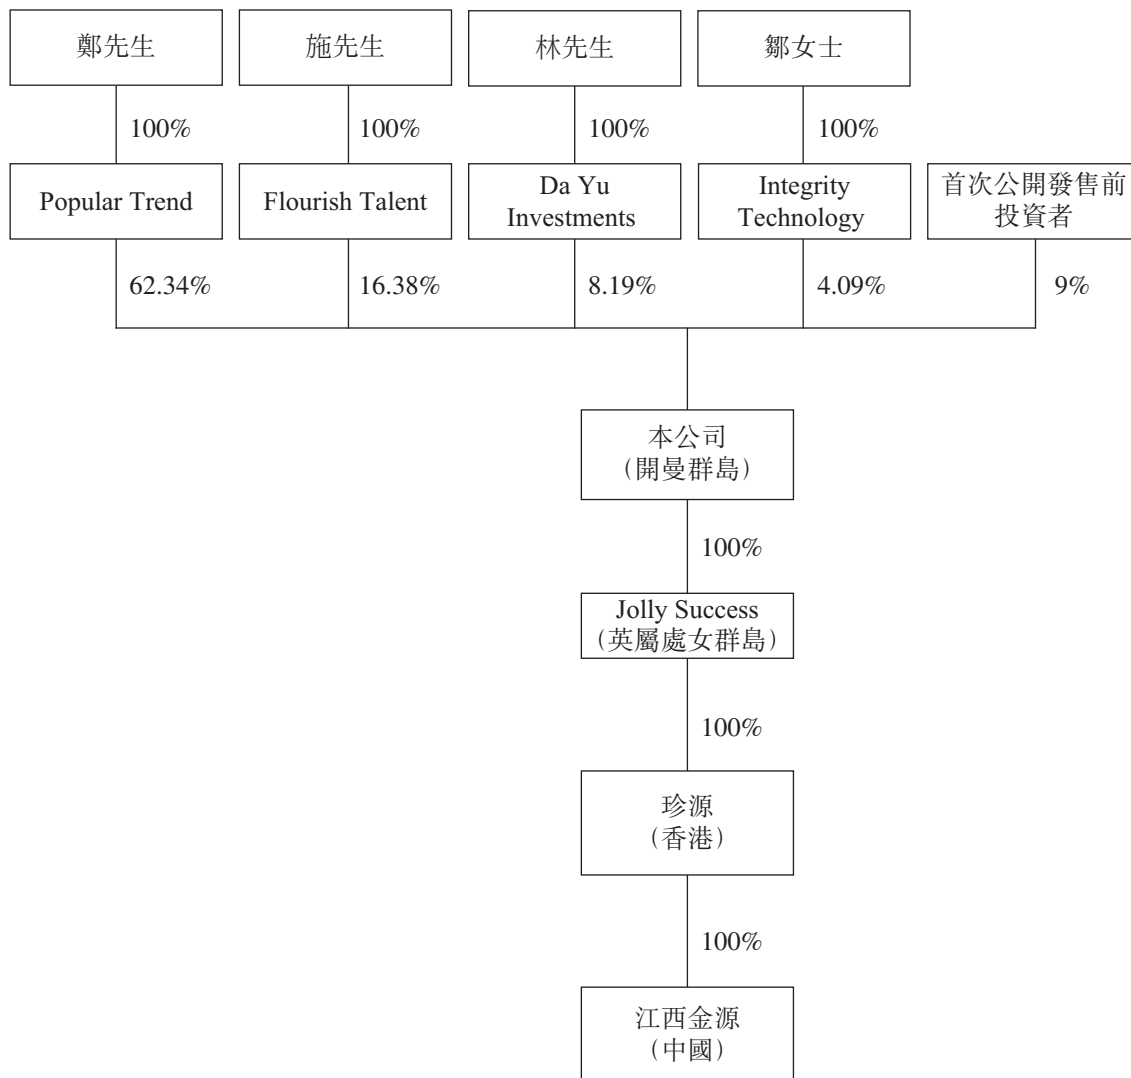 鄭先生
施先生
林先生
鄒女士
100%
100%
100%
100%
Popular Trend
Flourish Talent
Da Yu
Investments
Integrity
Technology
首次公開發售前
投資者
62.34%
16.38%
8.19%
4.09%
9%
本公司
（開曼群島）
100%
Jolly Success
（英屬處女群島）
100%
珍源
（香港）
100%
江西金源
（中國）